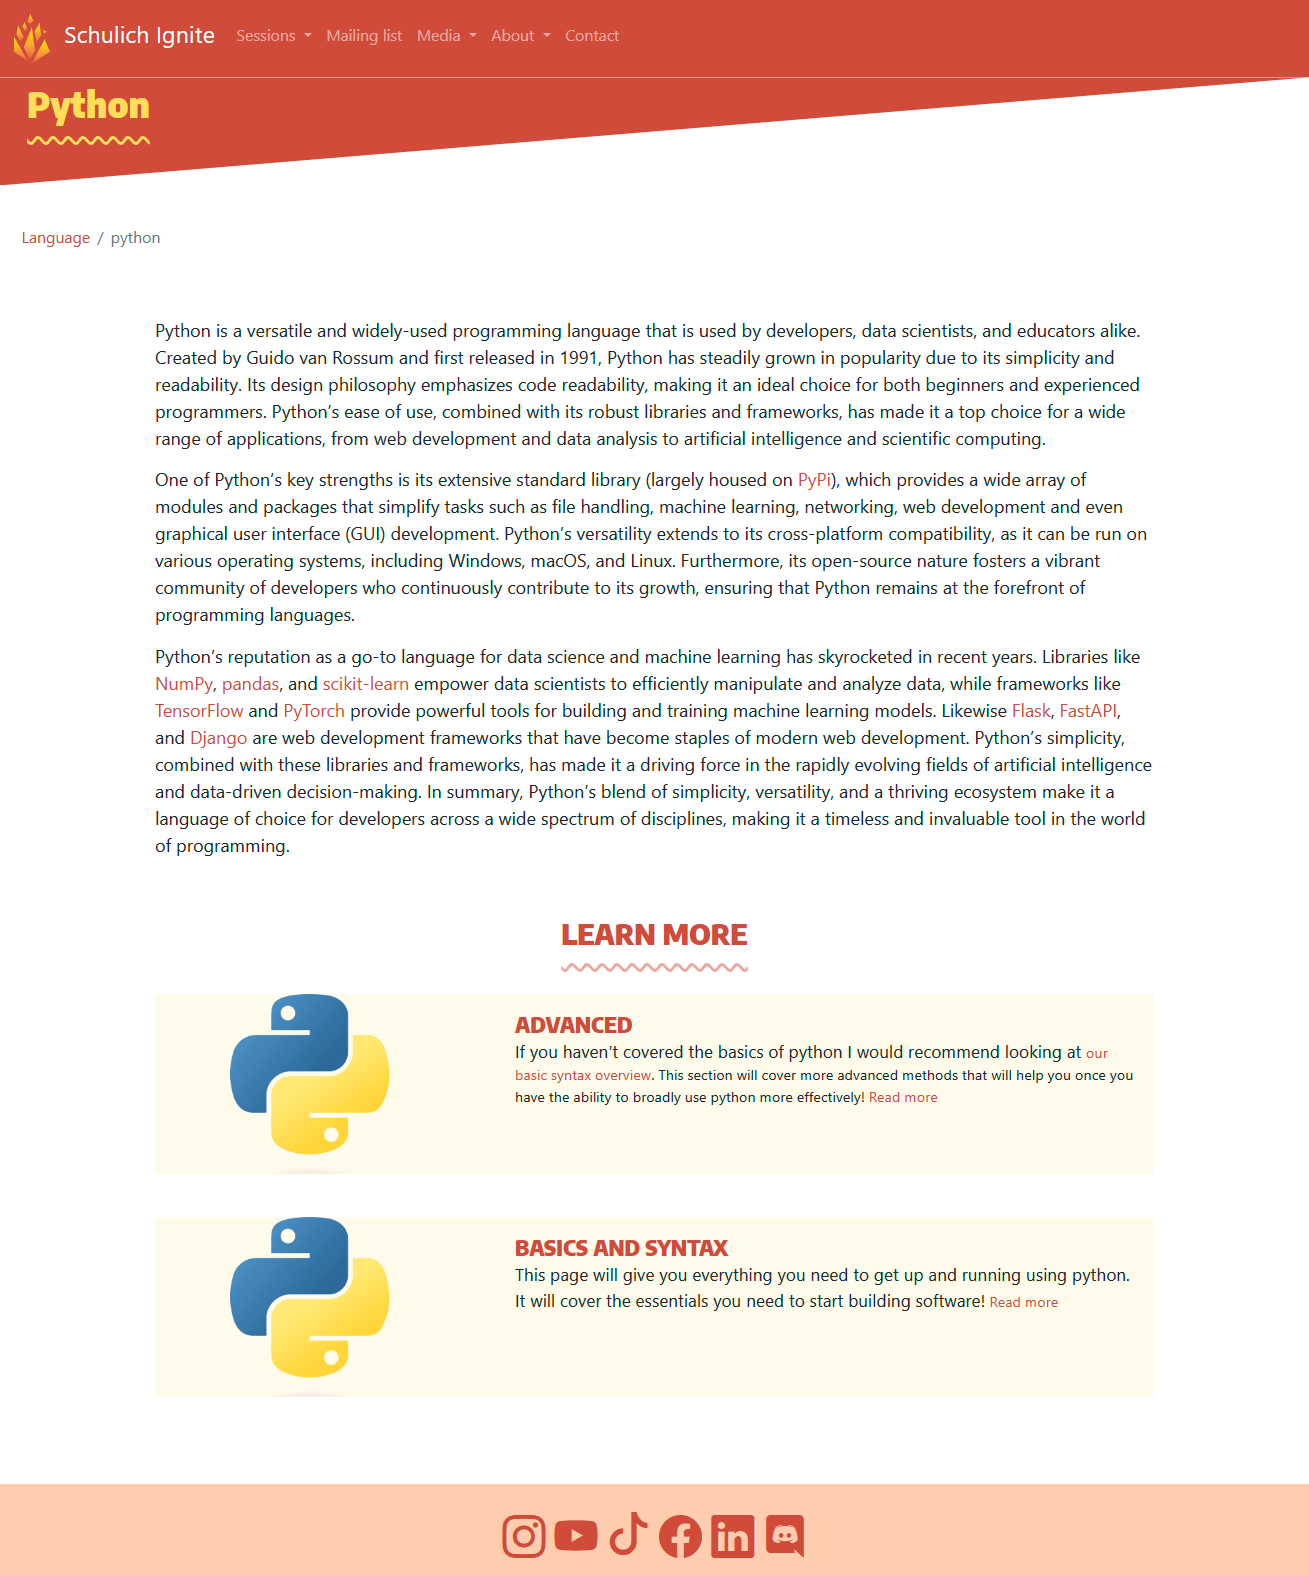 Schulich Ignite Sessions Mailing list Media About Contact
Python
Language / python
Python is a versatile and widely-used programming language that is used by developers, data scientists, and educators alike.
Created by Guido van Rossum and first released in 1991, Python has steadily grown in popularity due to its simplicity and
readability. Its design philosophy emphasizes code readability, making it an ideal choice for both beginners and experienced
programmers. Python’s ease of use, combined with its robust libraries and frameworks, has made it a top choice for a wide
range of applications, from web development and data analysis to artificial intelligence and scientific computing.
One of Python’s key strengths is its extensive standard library (largely housed on PyPi), which provides a wide array of
modules and packages that simplify tasks such as file handling, machine learning, networking, web development and even
graphical user interface (GUI) development. Python’s versatility extends to its cross-platform compatibility, as it can be run on
various operating systems, including Windows, macOS, and Linux. Furthermore, its open-source nature fosters a vibrant
community of developers who continuously contribute to its growth, ensuring that Python remains at the forefront of
programming languages.
Python’s reputation as a go-to language for data science and machine learning has skyrocketed in recent years. Libraries like
NumPy, pandas, and scikit-learn empower data scientists to efficiently manipulate and analyze data, while frameworks like
TensorFlow and PyTorch provide powerful tools for building and training machine learning models. Likewise Flask, FastAPI,
and Django are web development frameworks that have become staples of modern web development. Python’s simplicity,
combined with these libraries and frameworks, has made it a driving force in the rapidly evolving fields of artificial intelligence
and data-driven decision-making. In summary, Python’s blend of simplicity, versatility, and a thriving ecosystem make it a
language of choice for developers across a wide spectrum of disciplines, making it a timeless and invaluable tool in the world
of programming.
LEARN MORE
ADVANCED
If you haven’t covered the basics of python I would recommend looking at our
basic syntax overview. This section will cover more advanced methods that will help you once you
have the ability to broadly use python more effectively! Read more
BASICS AND SYNTAX
This page will give you everything you need to get up and running using python.
It will cover the essentials you need to start building software! Read more